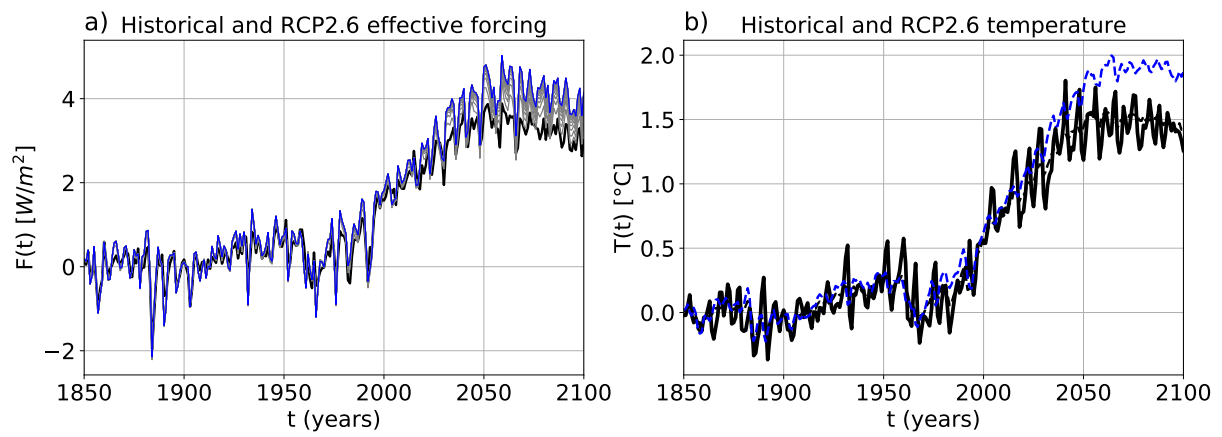 a) Historical and RCP2.6 effective forcing
F(t) [W/m²]
4
2
0
−2
1850 1900 1950 2000 2050 2100
t (years)
b) Historical and RCP2.6 temperature
T(t) [°C]
2.0
1.5
1.0
0.5
0.0
1850 1900 1950 2000 2050 2100
t (years)